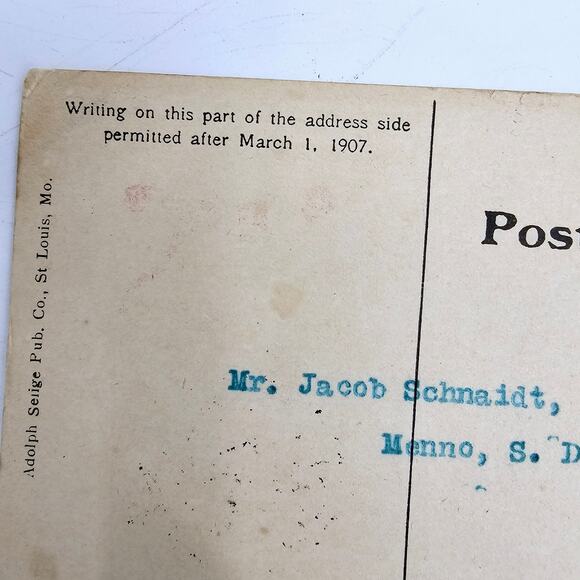 Writing on this part of the address side
permitted after March 1, 1907.
Adolph Selige Pub. Co., St Louis, Mo.
Post
Mr. Jacob Schnaidt,
Menno, S. D